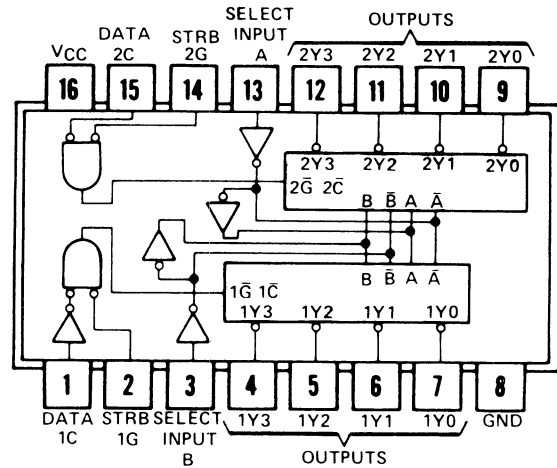 DATA STRB SELECT INPUT OUTPUTS
VCC 2C 2G A 2Y3 2Y2 2Y1 2Y0
16 15 14 13 12 11 10 9
2Y3 2Y2 2Y1 2Y0
2G̅ 2C̅
B B̅ A A̅
B B̅ A A̅
1G̅ 1C̅
1Y3 1Y2 1Y1 1Y0
1 2 3 4 5 6 7 8
DATA STRB SELECT 1Y3 1Y2 1Y1 1Y0 GND
1C 1G INPUT OUTPUTS
B